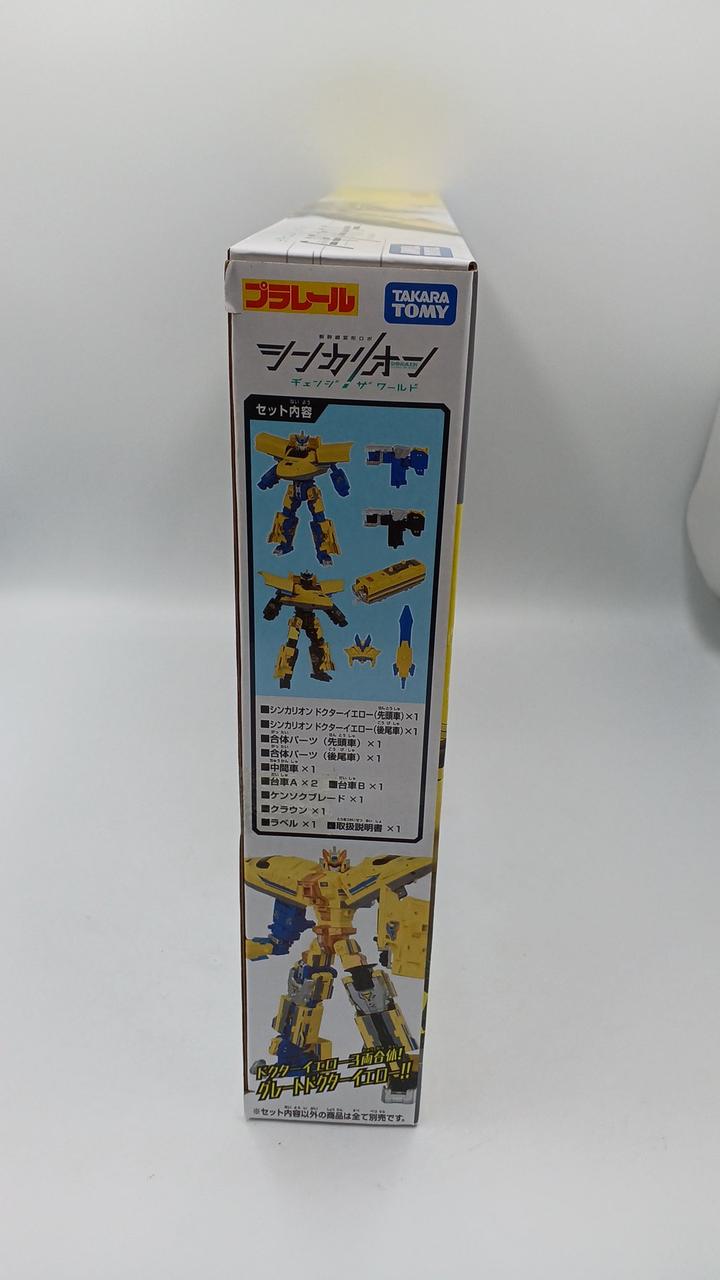 プラレール
TAKARA
TOMY
新幹線変形ロボ
シンカリオン
SHINKALION
チェンジ ザ ワールド
セット内容
■シンカリオン ドクターイエロー(先頭車)×1
■シンカリオン ドクターイエロー(後尾車)×1
■合体パーツ(先頭車)×1
■合体パーツ(後尾車)×1
■中間車×1
■台車A×2 ■台車B×1
■ケンソクブレード×1
■クラウン×1
■ラベル×1 ■取扱説明書×1
ドクターイエロー3両合体!
グレートドクターイエロー!!
※セット内容以外の商品は全て別売です。